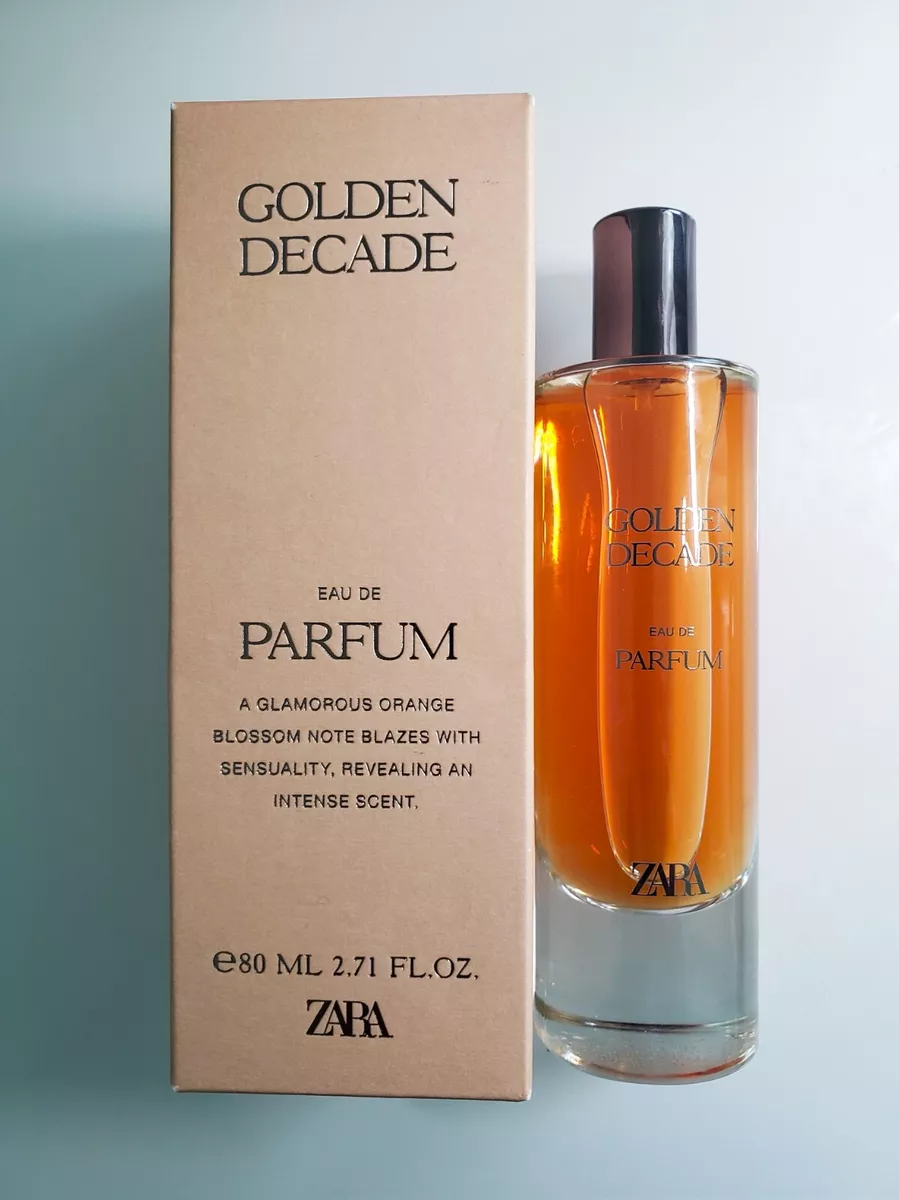 GOLDEN
DECADE
EAU DE
PARFUM
A GLAMOROUS ORANGE
BLOSSOM NOTE BLAZES WITH
SENSUALITY, REVEALING AN
INTENSE SCENT.
℮80 ML 2.71 FL.OZ.
ZARA
GOLDEN
DECADE
EAU DE
PARFUM
ZARA